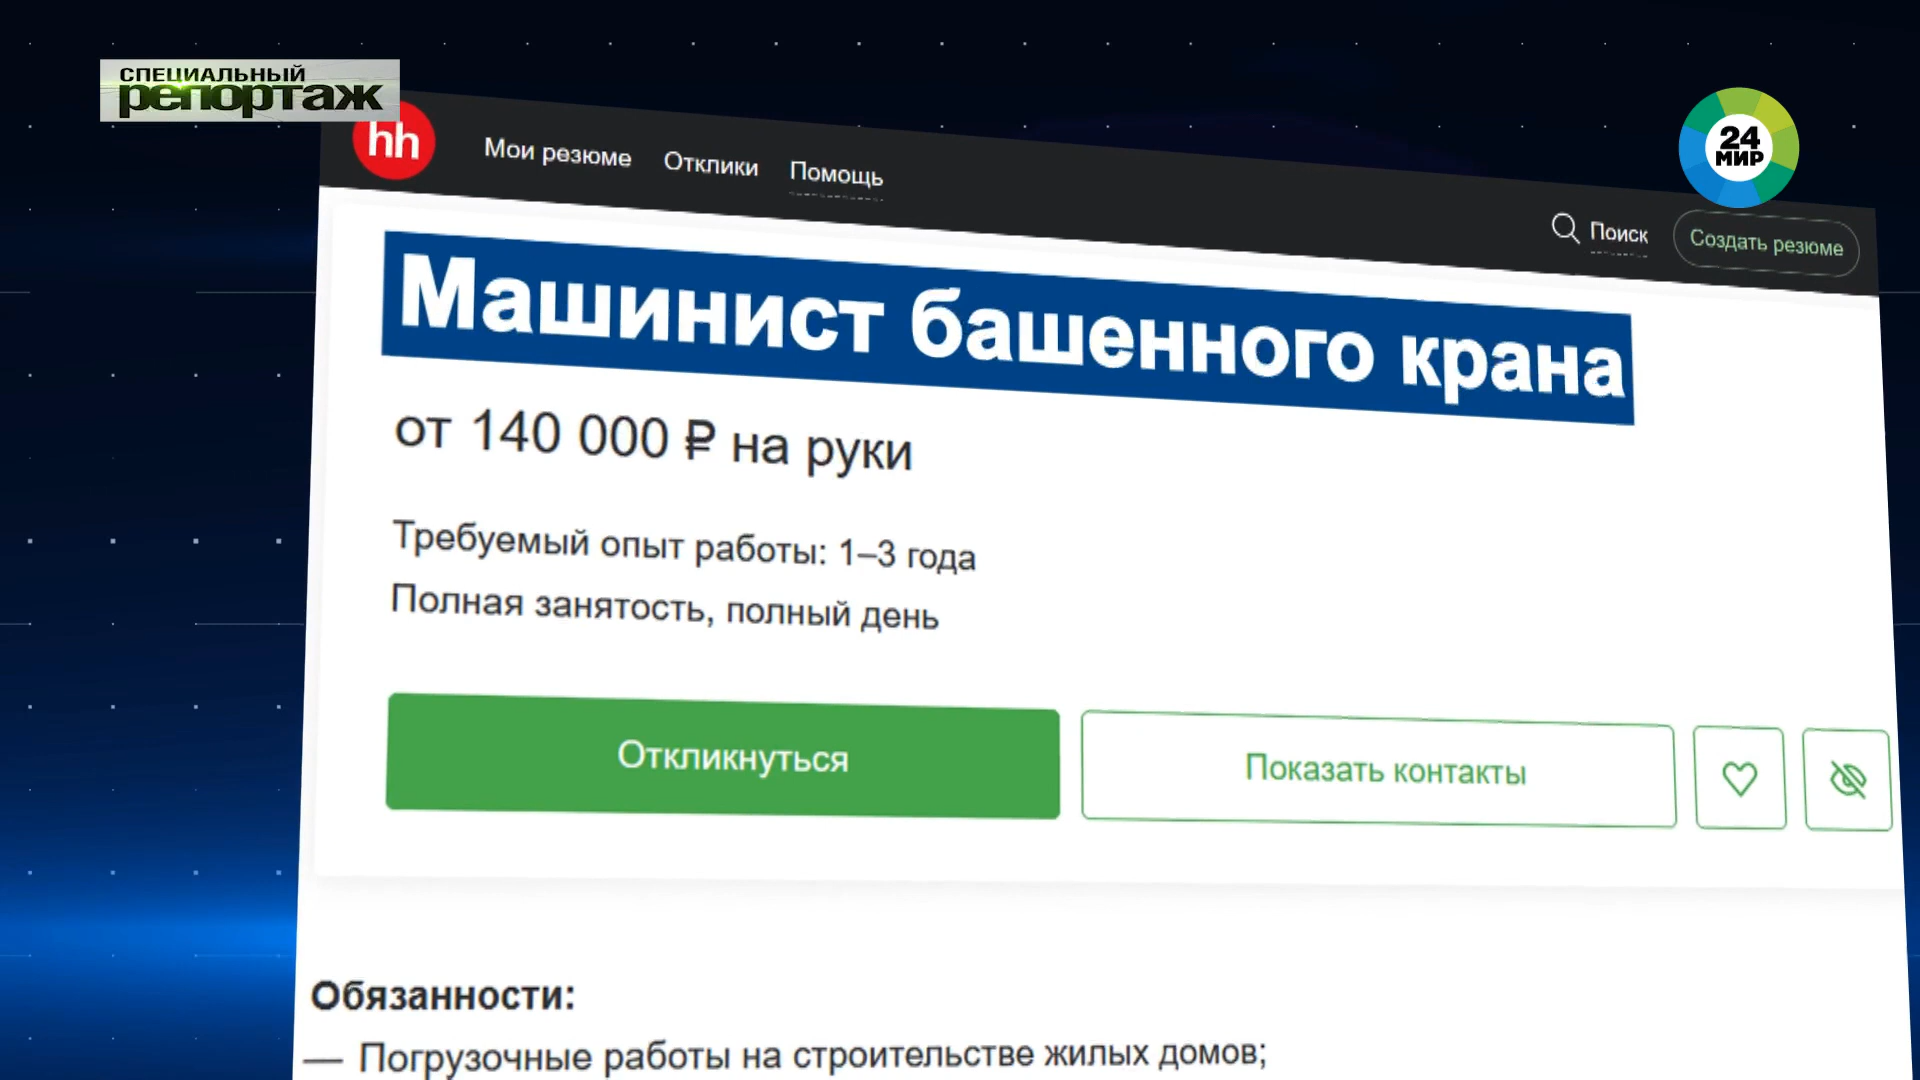 СПЕЦИАЛЬНЫЙ
репортаж
hh
Мои резюме
Отклики
Помощь
Поиск
Создать резюме
24
МИР
Машинист башенного крана
от 140 000 ₽ на руки
Требуемый опыт работы: 1–3 года
Полная занятость, полный день
Откликнуться
Показать контакты
Обязанности:
— Погрузочные работы на строительстве жилых домов;